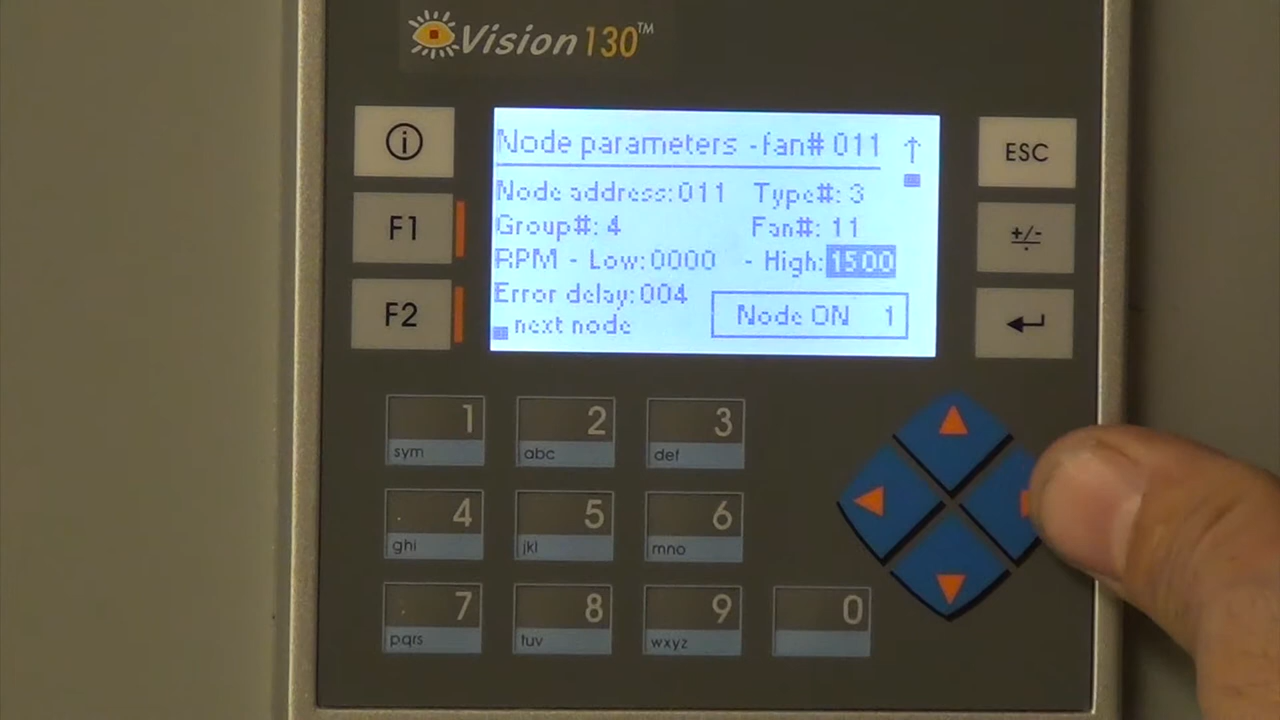 Vision 130™
Node parameters - fan# 011
Node address: 011 Type#: 3
Group#: 4 Fan#: 11
RPM - Low: 0000 - High: 1500
Error delay: 004
Node ON 1
next node
i
F1
F2
ESC
+/-
1 2 3
sym abc def
4 5 6
ghi jkl mno
7 8 9 0
pqrs tuv wxyz